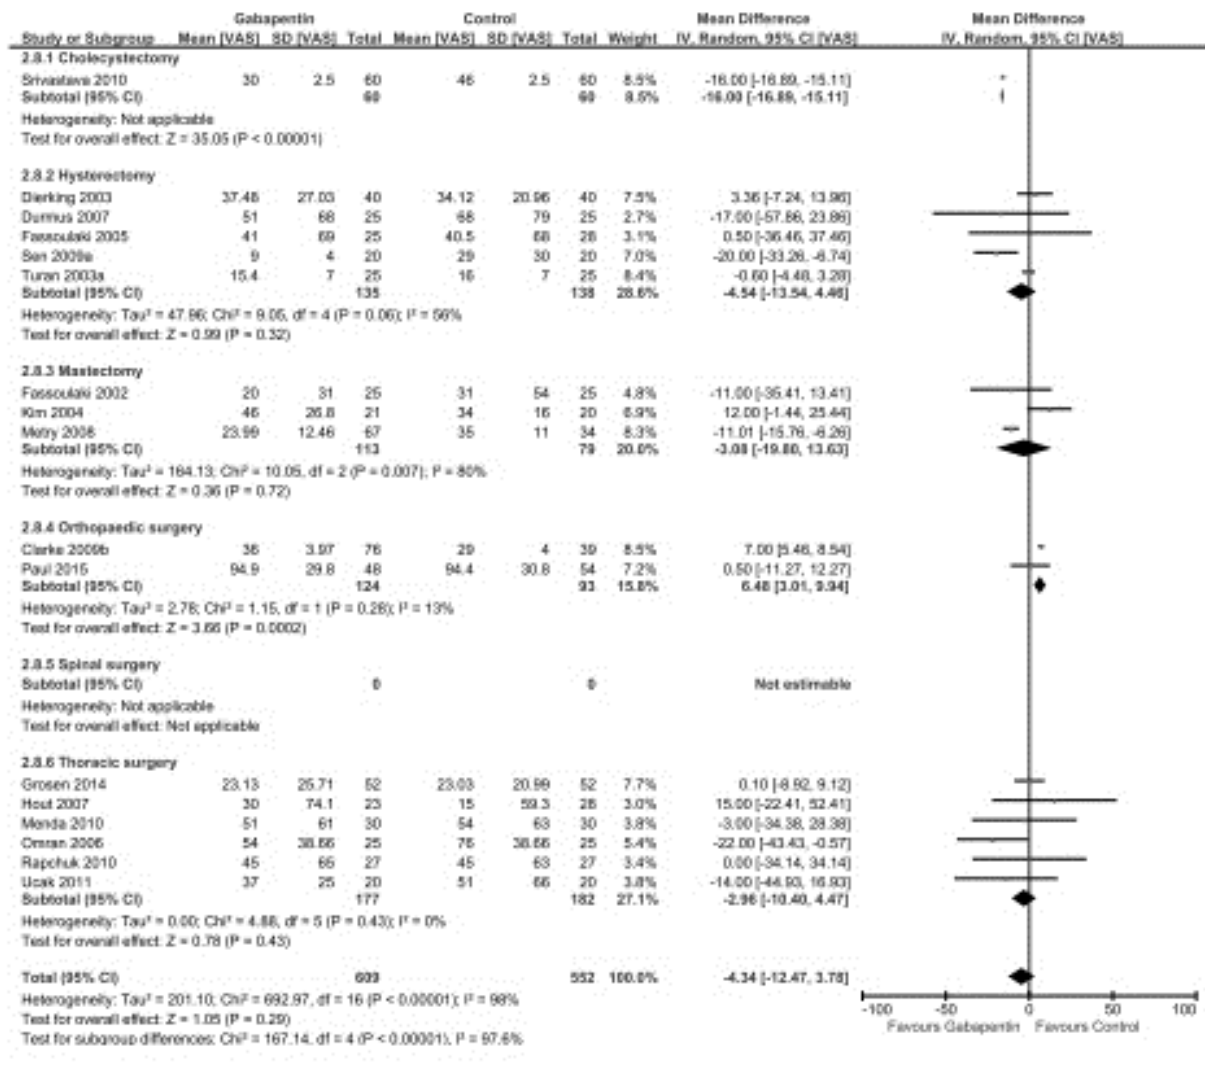 Gabapentin Control Mean Difference Mean Difference
Study or Subgroup Mean [VAS] SD [VAS] Total Mean [VAS] SD [VAS] Total Weight IV, Random, 95% CI [VAS] IV, Random, 95% CI [VAS]
2.8.1 Cholecystectomy
Srivastava 2010 30 2.5 60 46 2.5 60 8.5% -16.00 [-16.89, -15.11]
Subtotal (95% CI) 60 60 8.5% -16.00 [-16.89, -15.11]
Heterogeneity: Not applicable
Test for overall effect: Z = 35.05 (P < 0.00001)
2.8.2 Hysterectomy
Dierking 2003 37.48 27.03 40 34.12 20.96 40 7.5% 3.36 [-7.24, 13.96]
Durmus 2007 51 68 25 68 79 25 2.7% -17.00 [-57.86, 23.86]
Fassoulaki 2005 41 69 25 40.5 68 28 3.1% 0.50 [-36.46, 37.46]
Sen 2009a 9 4 20 29 30 20 7.0% -20.00 [-33.26, -6.74]
Turan 2003a 15.4 7 25 16 7 25 8.4% -0.60 [-4.48, 3.28]
Subtotal (95% CI) 135 138 28.6% -4.54 [-13.54, 4.46]
Heterogeneity: Tau² = 47.96; Chi² = 9.05, df = 4 (P = 0.06); I² = 56%
Test for overall effect: Z = 0.99 (P = 0.32)
2.8.3 Mastectomy
Fassoulaki 2002 20 31 25 31 54 25 4.8% -11.00 [-35.41, 13.41]
Kim 2004 46 26.8 21 34 16 20 6.9% 12.00 [-1.44, 25.44]
Metry 2008 23.99 12.46 67 35 11 34 8.3% -11.01 [-15.76, -6.26]
Subtotal (95% CI) 113 79 20.0% -3.08 [-19.80, 13.63]
Heterogeneity: Tau² = 164.13; Chi² = 10.05, df = 2 (P = 0.007); I² = 80%
Test for overall effect: Z = 0.36 (P = 0.72)
2.8.4 Orthopaedic surgery
Clarke 2009b 36 3.97 76 29 4 39 8.5% 7.00 [5.46, 8.54]
Paul 2015 94.9 29.8 48 94.4 30.8 54 7.2% 0.50 [-11.27, 12.27]
Subtotal (95% CI) 124 93 15.8% 6.48 [3.01, 9.94]
Heterogeneity: Tau² = 2.78; Chi² = 1.15, df = 1 (P = 0.28); I² = 13%
Test for overall effect: Z = 3.66 (P = 0.0002)
2.8.5 Spinal surgery
Subtotal (95% CI) 0 0 Not estimable
Heterogeneity: Not applicable
Test for overall effect: Not applicable
2.8.6 Thoracic surgery
Grosen 2014 23.13 25.71 52 23.03 20.99 52 7.7% 0.10 [-8.92, 9.12]
Hout 2007 30 74.1 23 15 59.3 28 3.0% 15.00 [-22.41, 52.41]
Menda 2010 51 61 30 54 63 30 3.8% -3.00 [-34.38, 28.38]
Omran 2006 54 38.66 25 76 38.66 25 5.4% -22.00 [-43.43, -0.57]
Rapchuk 2010 45 65 27 45 63 27 3.4% 0.00 [-34.14, 34.14]
Ucak 2011 37 25 20 51 66 20 3.8% -14.00 [-44.93, 16.93]
Subtotal (95% CI) 177 182 27.1% -2.96 [-10.40, 4.47]
Heterogeneity: Tau² = 0.00; Chi² = 4.88, df = 5 (P = 0.43); I² = 0%
Test for overall effect: Z = 0.78 (P = 0.43)
Total (95% CI) 609 552 100.0% -4.34 [-12.47, 3.78]
Heterogeneity: Tau² = 201.10; Chi² = 692.97, df = 16 (P < 0.00001); I² = 98%
Test for overall effect: Z = 1.05 (P = 0.29)
Test for subgroup differences: Chi² = 167.14, df = 4 (P < 0.00001), I² = 97.6%
-100 -50 0 50 100
Favours Gabapentin Favours Control